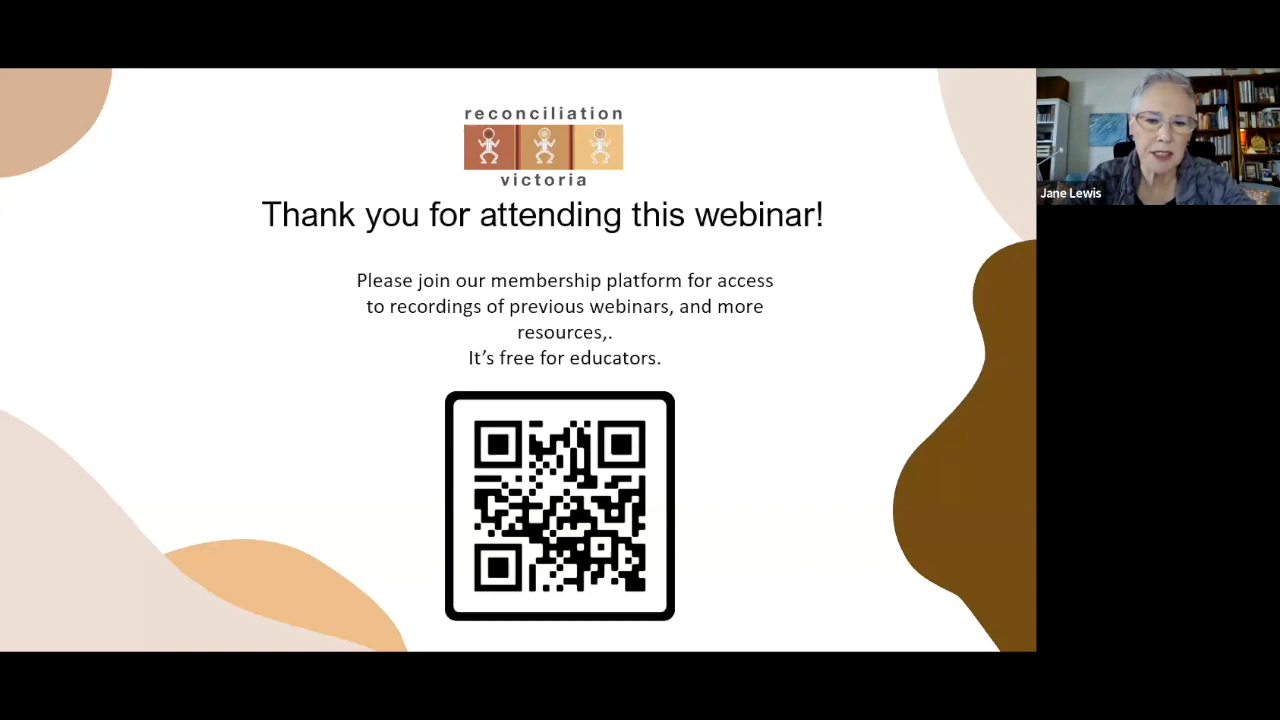 reconciliation
victoria
Thank you for attending this webinar!
Please join our membership platform for access
to recordings of previous webinars, and more
resources,.
It’s free for educators.
Jane Lewis